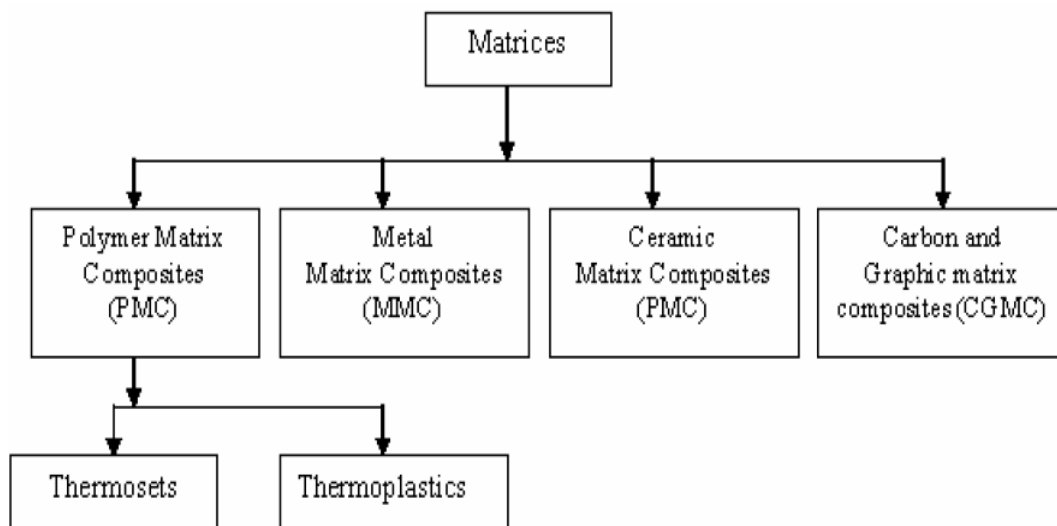 Matrices
Polymer Matrix
Composites
(PMC)
Metal
Matrix Composites
(MMC)
Ceramic
Matrix Composites
(PMC)
Carbon and
Graphic matrix
composites (CGMC)
Thermosets
Thermoplastics